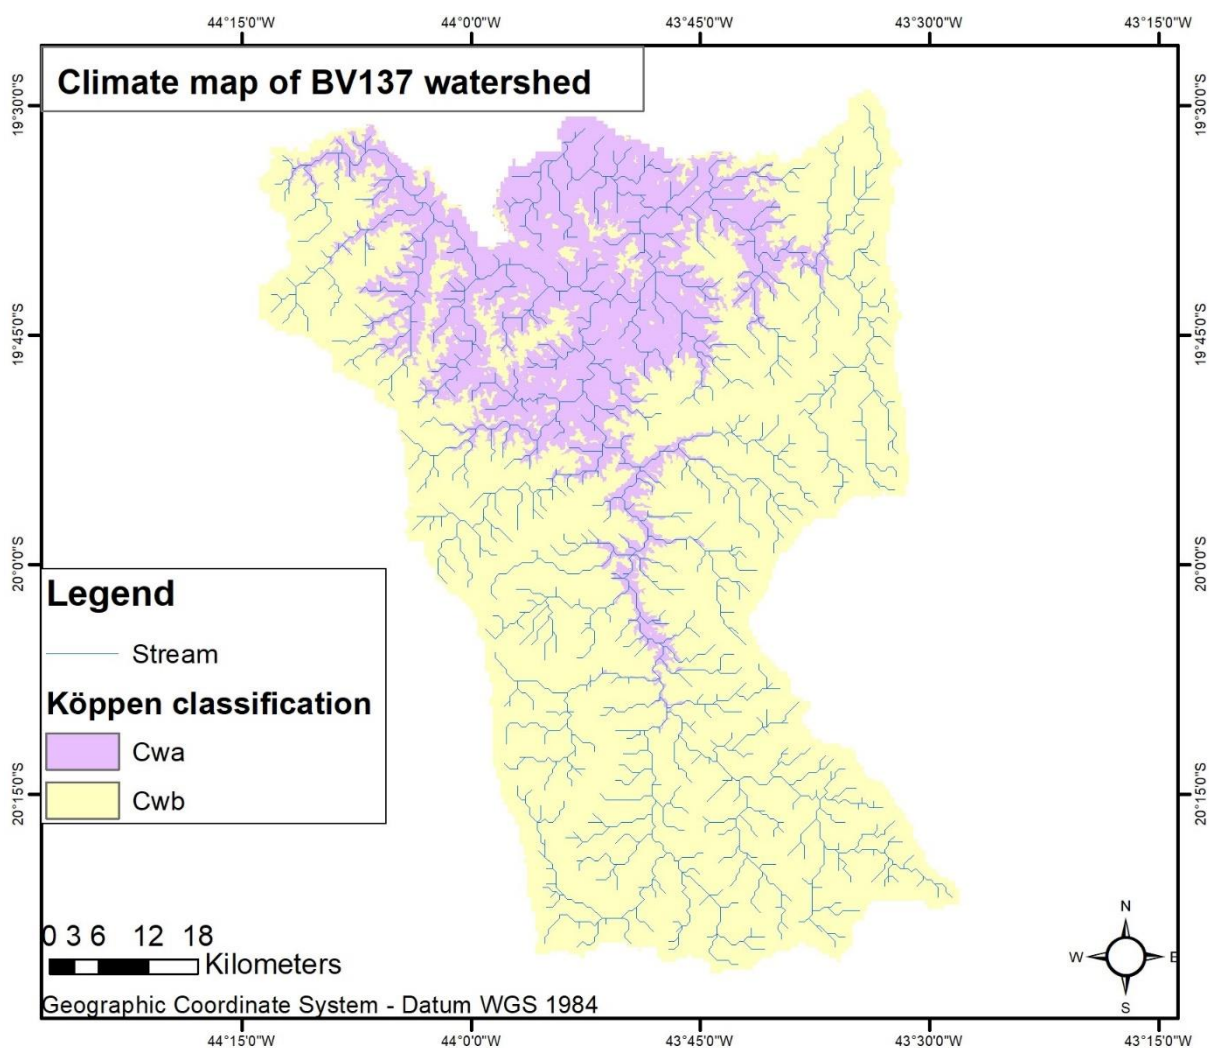 44°15'0"W 44°0'0"W 43°45'0"W 43°30'0"W 43°15'0"W
Climate map of BV137 watershed
19°30'0"S 19°30'0"S
19°45'0"S 19°45'0"S
20°0'0"S 20°0'0"S
Legend
Stream
Köppen classification
Cwa
Cwb
20°15'0"S 20°15'0"S
0 3 6 12 18
Kilometers
N
W E
S
Geographic Coordinate System - Datum WGS 1984
44°15'0"W 44°0'0"W 43°45'0"W 43°30'0"W 43°15'0"W